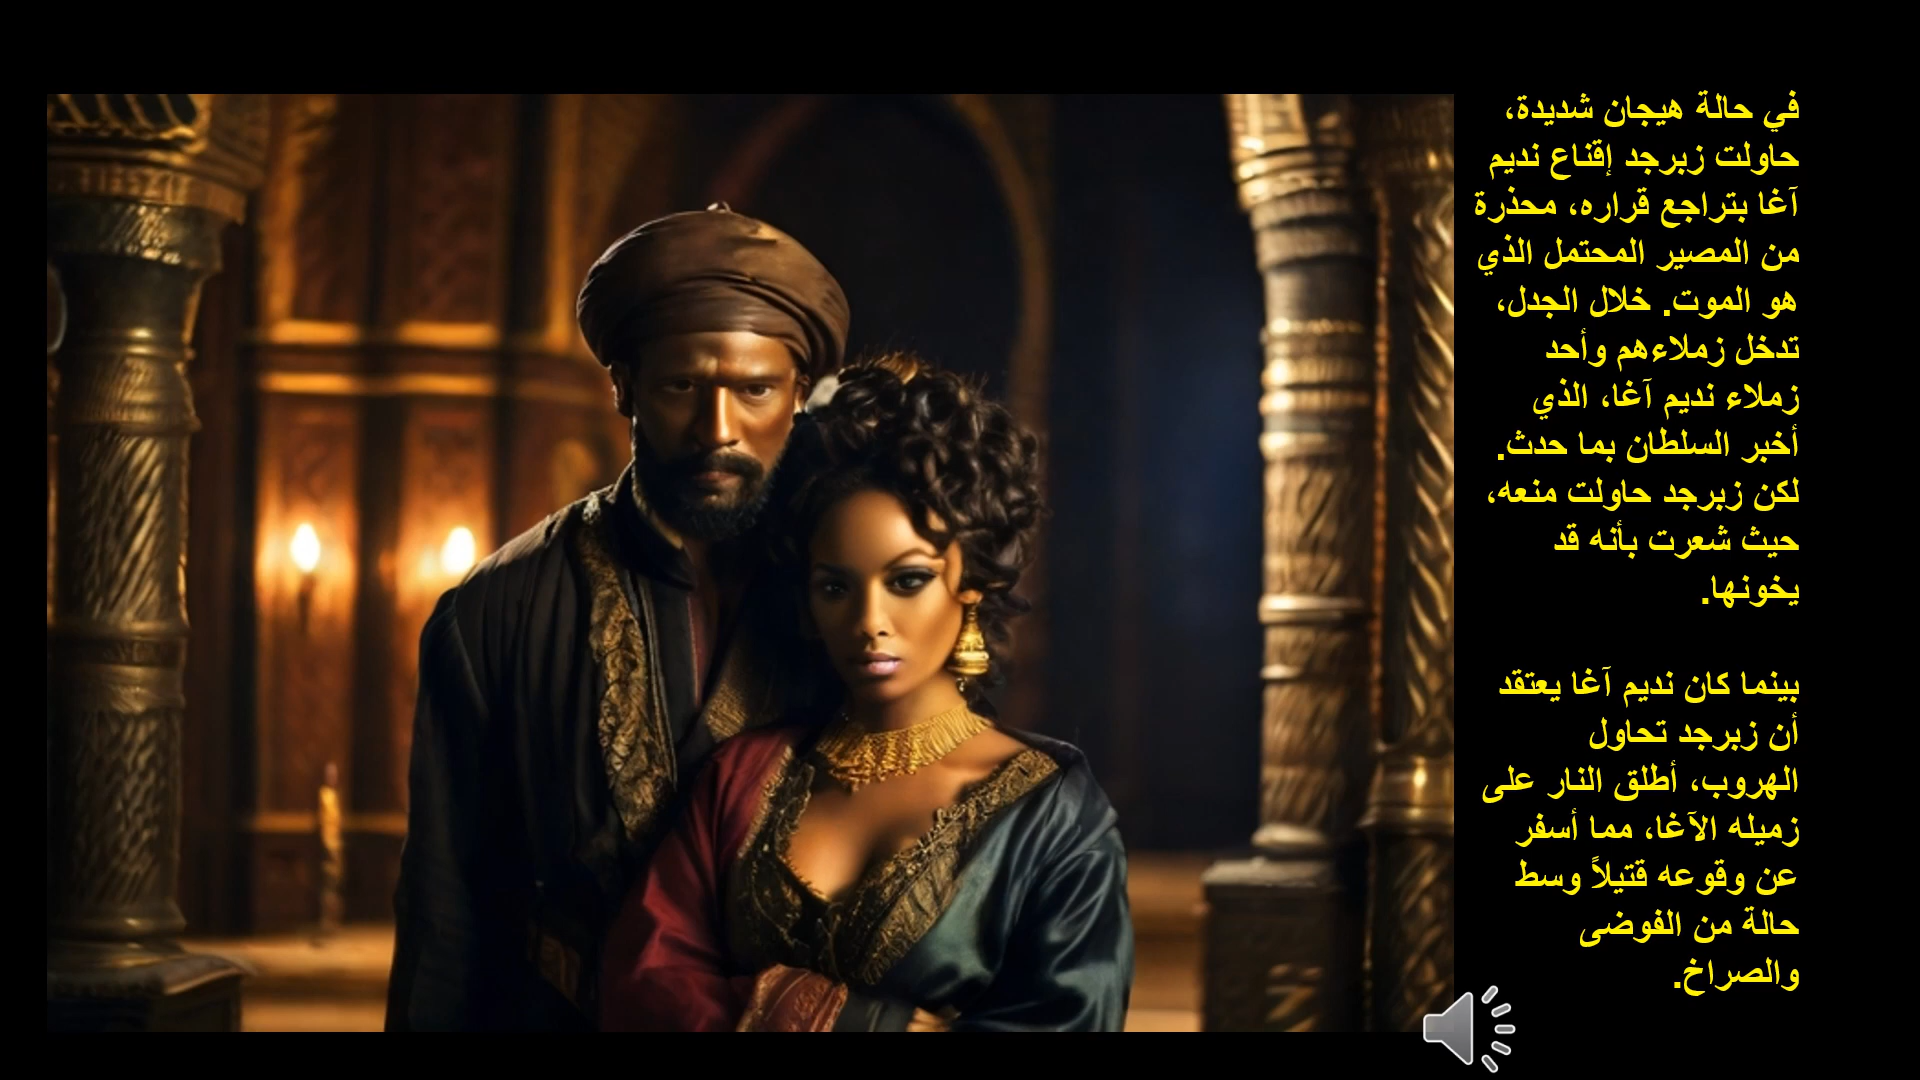 في حالة هيجان شديدة،
حاولت زبرجد إقناع نديم
آغا بتراجع قراره، محذرة
من المصير المحتمل الذي
هو الموت. خلال الجدل،
تدخل زملاءهم وأحد
زملاء نديم آغا، الذي
أخبر السلطان بما حدث.
لكن زبرجد حاولت منعه،
حيث شعرت بأنه قد
يخونها.
بينما كان نديم آغا يعتقد
أن زبرجد تحاول
الهروب، أطلق النار على
زميله الآغا، مما أسفر
عن وقوعه قتيلاً وسط
حالة من الفوضى
والصراخ.